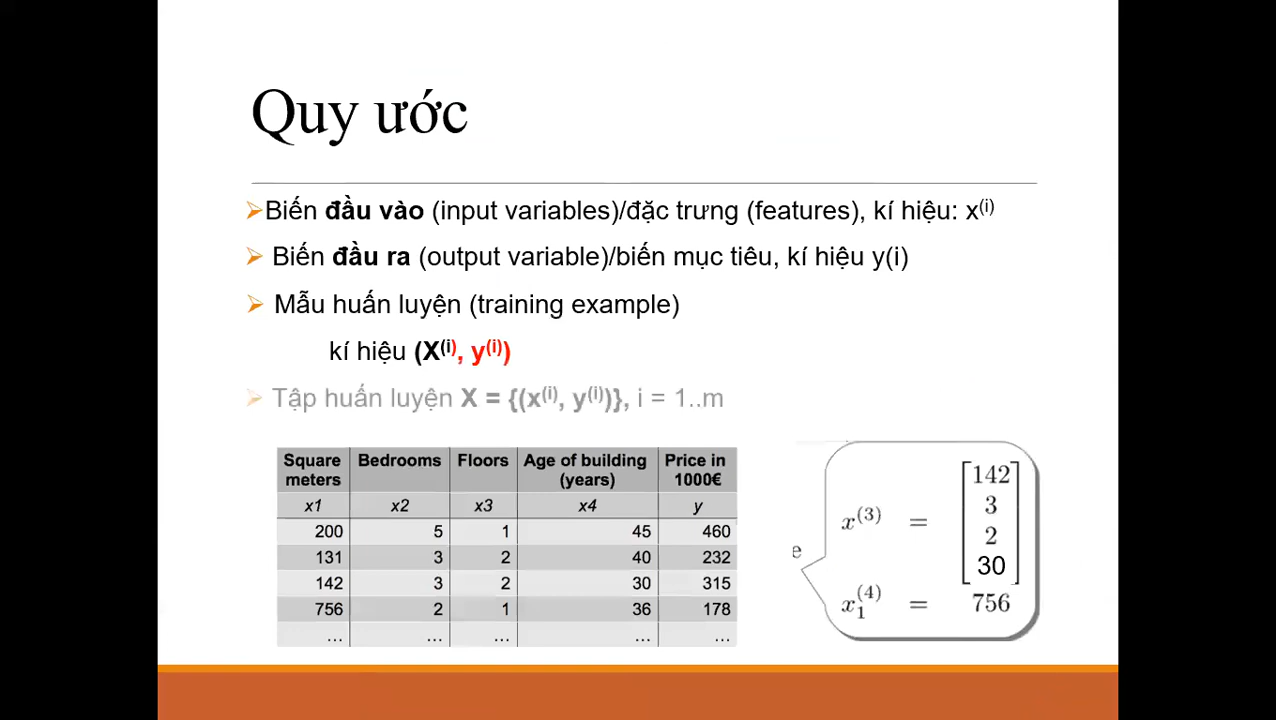 Quy ước
➢Biến đầu vào (input variables)/đặc trưng (features), kí hiệu: x⁽ⁱ⁾
➢ Biến đầu ra (output variable)/biến mục tiêu, kí hiệu y(i)
➢ Mẫu huấn luyện (training example)
kí hiệu (X⁽ⁱ⁾, y⁽ⁱ⁾)
➢ Tập huấn luyện X = {(x⁽ⁱ⁾, y⁽ⁱ⁾)}, i = 1..m
Square meters Bedrooms Floors Age of building (years) Price in 1000€
x1 x2 x3 x4 y
200 5 1 45 460
131 3 2 40 232
142 3 2 30 315
756 2 1 36 178
... ... ... ... ...
e
x⁽³⁾ = [142 3 2 30]
x₁⁽⁴⁾ = 756